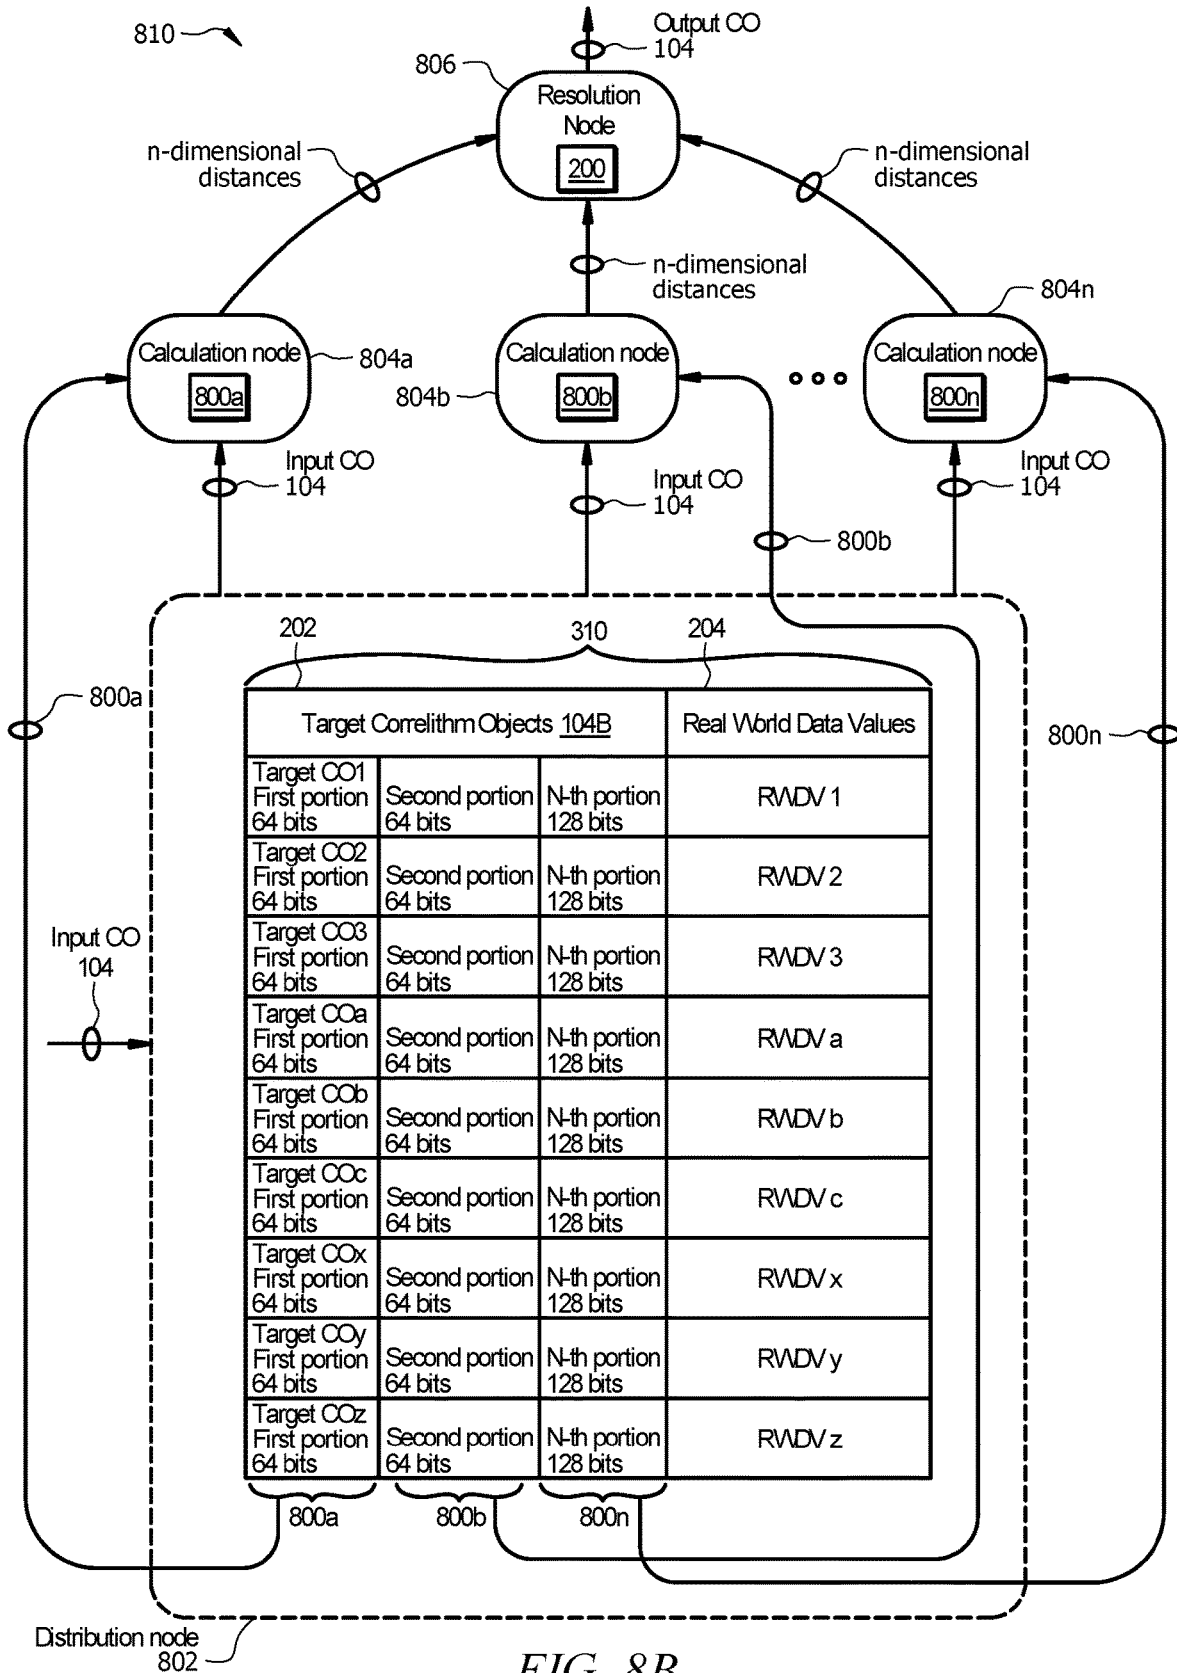 810
Output CO
104
806
Resolution
Node
200
n-dimensional
distances
n-dimensional
distances
n-dimensional
distances
804n
Calculation node
800a
804a
Calculation node
800b
804b
Calculation node
800n
Input CO
104
Input CO
104
Input CO
104
800b
202
310
204
800a
800n
Target Correlithm Objects 104B
Real World Data Values
Target CO1
First portion
64 bits
Second portion
64 bits
N-th portion
128 bits
RWDV 1
Target CO2
First portion
64 bits
Second portion
64 bits
N-th portion
128 bits
RWDV 2
Target CO3
First portion
64 bits
Second portion
64 bits
N-th portion
128 bits
RWDV 3
Input CO
104
Target COa
First portion
64 bits
Second portion
64 bits
N-th portion
128 bits
RWDV a
Target COb
First portion
64 bits
Second portion
64 bits
N-th portion
128 bits
RWDV b
Target COc
First portion
64 bits
Second portion
64 bits
N-th portion
128 bits
RWDV c
Target COx
First portion
64 bits
Second portion
64 bits
N-th portion
128 bits
RWDV x
Target COy
First portion
64 bits
Second portion
64 bits
N-th portion
128 bits
RWDV y
Target COz
First portion
64 bits
Second portion
64 bits
N-th portion
128 bits
RWDV z
800a
800b
800n
Distribution node
802
FIG. 8B